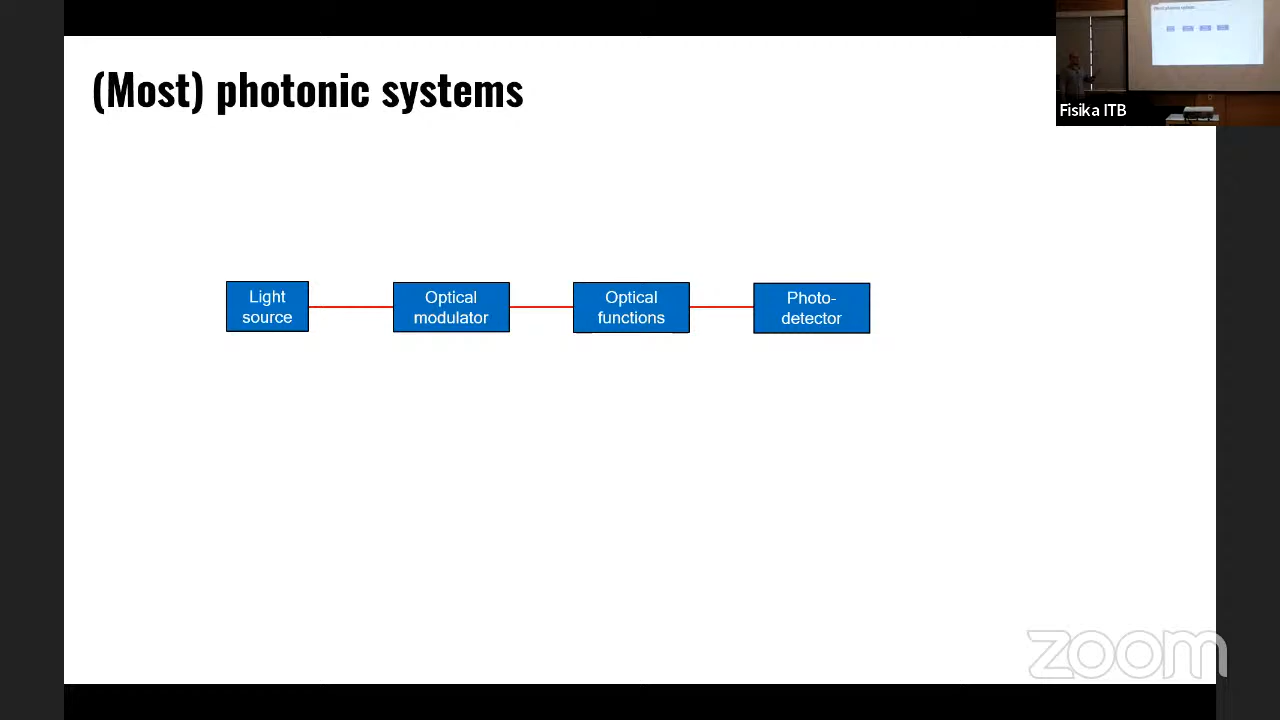 (Most) photonic systems
Fisika ITB
Light
source
Optical
modulator
Optical
functions
Photo-
detector
zoom